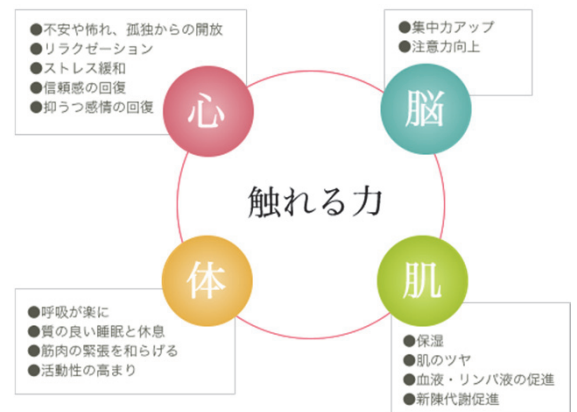 ●不安や怖れ、孤独からの開放
●リラクゼーション
●ストレス緩和
●信頼感の回復
●抑うつ感情の回復
心
●集中力アップ
●注意力向上
脳
触れる力
体
●呼吸が楽に
●質の良い睡眠と休息
●筋肉の緊張を和らげる
●活動性の高まり
肌
●保湿
●肌のツヤ
●血液・リンパ液の促進
●新陳代謝促進